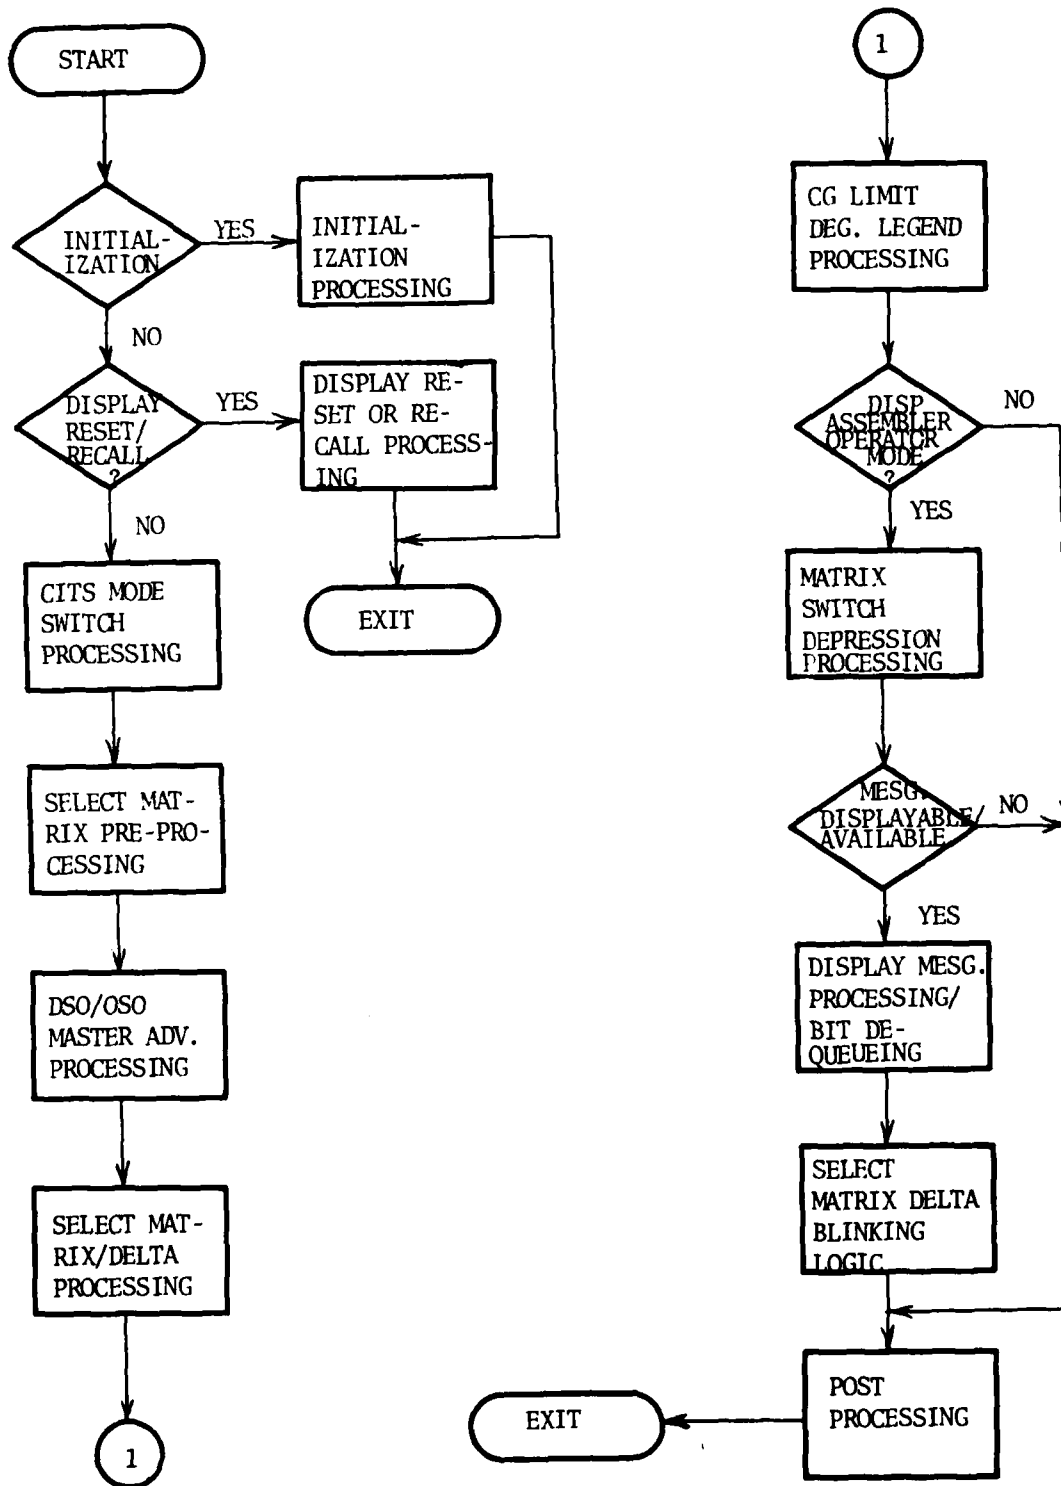 START
INITIAL-
IZATION
YES
INITIAL-
IZATION
PROCESSING
NO
DISPLAY
RESET/
RECALL
?
YES
DISPLAY RE-
SET OR RE-
CALL PROCESS-
ING
NO
EXIT
CITS MODE
SWITCH
PROCESSING
SELECT MAT-
RIX PRE-PRO-
CESSING
DSO/OSO
MASTER ADV.
PROCESSING
SELECT MAT-
RIX/DELTA
PROCESSING
1
1
CG LIMIT
DEG. LEGEND
PROCESSING
DISP
ASSEMBLER
OPERATOR
MODE
?
NO
YES
MATRIX
SWITCH
DEPRESSION
PROCESSING
MESG.
DISPLAYABLE/
AVAILABLE
NO
YES
DISPLAY MESG.
PROCESSING/
BIT DE-
QUEUEING
SELECT
MATRIX DELTA
BLINKING
LOGIC
POST
PROCESSING
EXIT